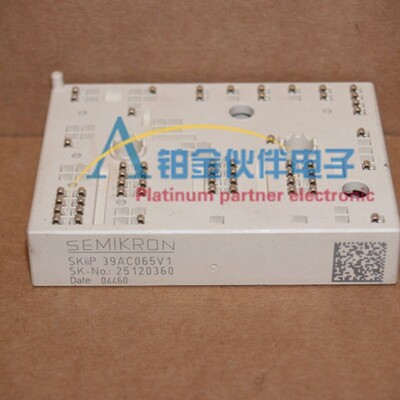 A 铂金伙伴电子
Platinum partner electronic
SEMIKRON
SKiiP 39AC065V1
SK-No.: 25120360
Date: 04460